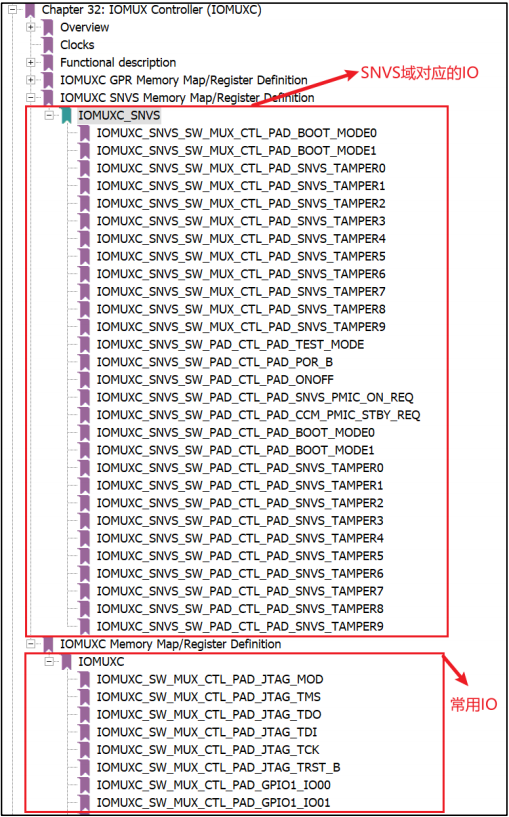 Chapter 32: IOMUX Controller (IOMUXC)
Overview
Clocks
Functional description
IOMUXC GPR Memory Map/Register Definition
SNVS域对应的IO
IOMUXC SNVS Memory Map/Register Definition
IOMUXC_SNVS
IOMUXC_SNVS_SW_MUX_CTL_PAD_BOOT_MODE0
IOMUXC_SNVS_SW_MUX_CTL_PAD_BOOT_MODE1
IOMUXC_SNVS_SW_MUX_CTL_PAD_SNVS_TAMPER0
IOMUXC_SNVS_SW_MUX_CTL_PAD_SNVS_TAMPER1
IOMUXC_SNVS_SW_MUX_CTL_PAD_SNVS_TAMPER2
IOMUXC_SNVS_SW_MUX_CTL_PAD_SNVS_TAMPER3
IOMUXC_SNVS_SW_MUX_CTL_PAD_SNVS_TAMPER4
IOMUXC_SNVS_SW_MUX_CTL_PAD_SNVS_TAMPER5
IOMUXC_SNVS_SW_MUX_CTL_PAD_SNVS_TAMPER6
IOMUXC_SNVS_SW_MUX_CTL_PAD_SNVS_TAMPER7
IOMUXC_SNVS_SW_MUX_CTL_PAD_SNVS_TAMPER8
IOMUXC_SNVS_SW_MUX_CTL_PAD_SNVS_TAMPER9
IOMUXC_SNVS_SW_PAD_CTL_PAD_TEST_MODE
IOMUXC_SNVS_SW_PAD_CTL_PAD_POR_B
IOMUXC_SNVS_SW_PAD_CTL_PAD_ONOFF
IOMUXC_SNVS_SW_PAD_CTL_PAD_SNVS_PMIC_ON_REQ
IOMUXC_SNVS_SW_PAD_CTL_PAD_CCM_PMIC_STBY_REQ
IOMUXC_SNVS_SW_PAD_CTL_PAD_BOOT_MODE0
IOMUXC_SNVS_SW_PAD_CTL_PAD_BOOT_MODE1
IOMUXC_SNVS_SW_PAD_CTL_PAD_SNVS_TAMPER0
IOMUXC_SNVS_SW_PAD_CTL_PAD_SNVS_TAMPER1
IOMUXC_SNVS_SW_PAD_CTL_PAD_SNVS_TAMPER2
IOMUXC_SNVS_SW_PAD_CTL_PAD_SNVS_TAMPER3
IOMUXC_SNVS_SW_PAD_CTL_PAD_SNVS_TAMPER4
IOMUXC_SNVS_SW_PAD_CTL_PAD_SNVS_TAMPER5
IOMUXC_SNVS_SW_PAD_CTL_PAD_SNVS_TAMPER6
IOMUXC_SNVS_SW_PAD_CTL_PAD_SNVS_TAMPER7
IOMUXC_SNVS_SW_PAD_CTL_PAD_SNVS_TAMPER8
IOMUXC_SNVS_SW_PAD_CTL_PAD_SNVS_TAMPER9
IOMUXC Memory Map/Register Definition
IOMUXC
IOMUXC_SW_MUX_CTL_PAD_JTAG_MOD
IOMUXC_SW_MUX_CTL_PAD_JTAG_TMS
常用IO
IOMUXC_SW_MUX_CTL_PAD_JTAG_TDO
IOMUXC_SW_MUX_CTL_PAD_JTAG_TDI
IOMUXC_SW_MUX_CTL_PAD_JTAG_TCK
IOMUXC_SW_MUX_CTL_PAD_JTAG_TRST_B
IOMUXC_SW_MUX_CTL_PAD_GPIO1_IO00
IOMUXC_SW_MUX_CTL_PAD_GPIO1_IO01